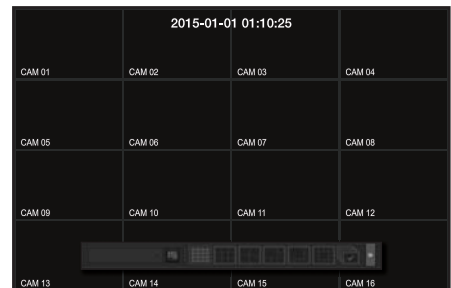 2015-01-01 01:10:25
CAM 01 CAM 02 CAM 03 CAM 04
CAM 05 CAM 06 CAM 07 CAM 08
CAM 09 CAM 10 CAM 11 CAM 12
CAM 13 CAM 14 CAM 15 CAM 16